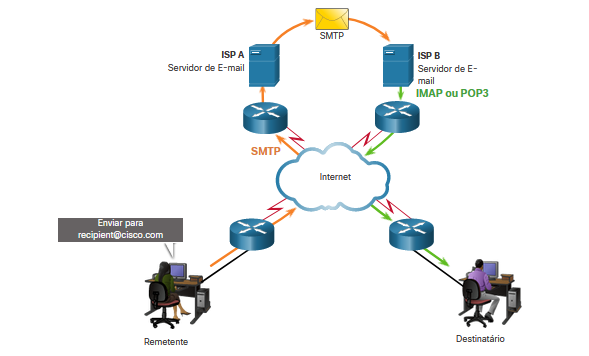 SMTP
ISP A
Servidor de E-mail
ISP B
Servidor de E-
mail
IMAP ou POP3
SMTP
Internet
Enviar para
recipient@cisco.com
Remetente
Destinatário